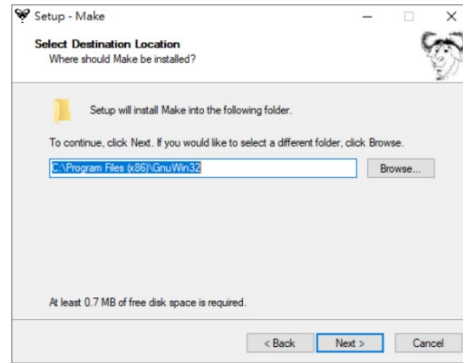 Setup - Make
Select Destination Location
Where should Make be installed?
Setup will install Make into the following folder.
To continue, click Next. If you would like to select a different folder, click Browse.
C:\Program Files (x86)\GnuWin32
Browse...
At least 0.7 MB of free disk space is required.
< Back
Next >
Cancel